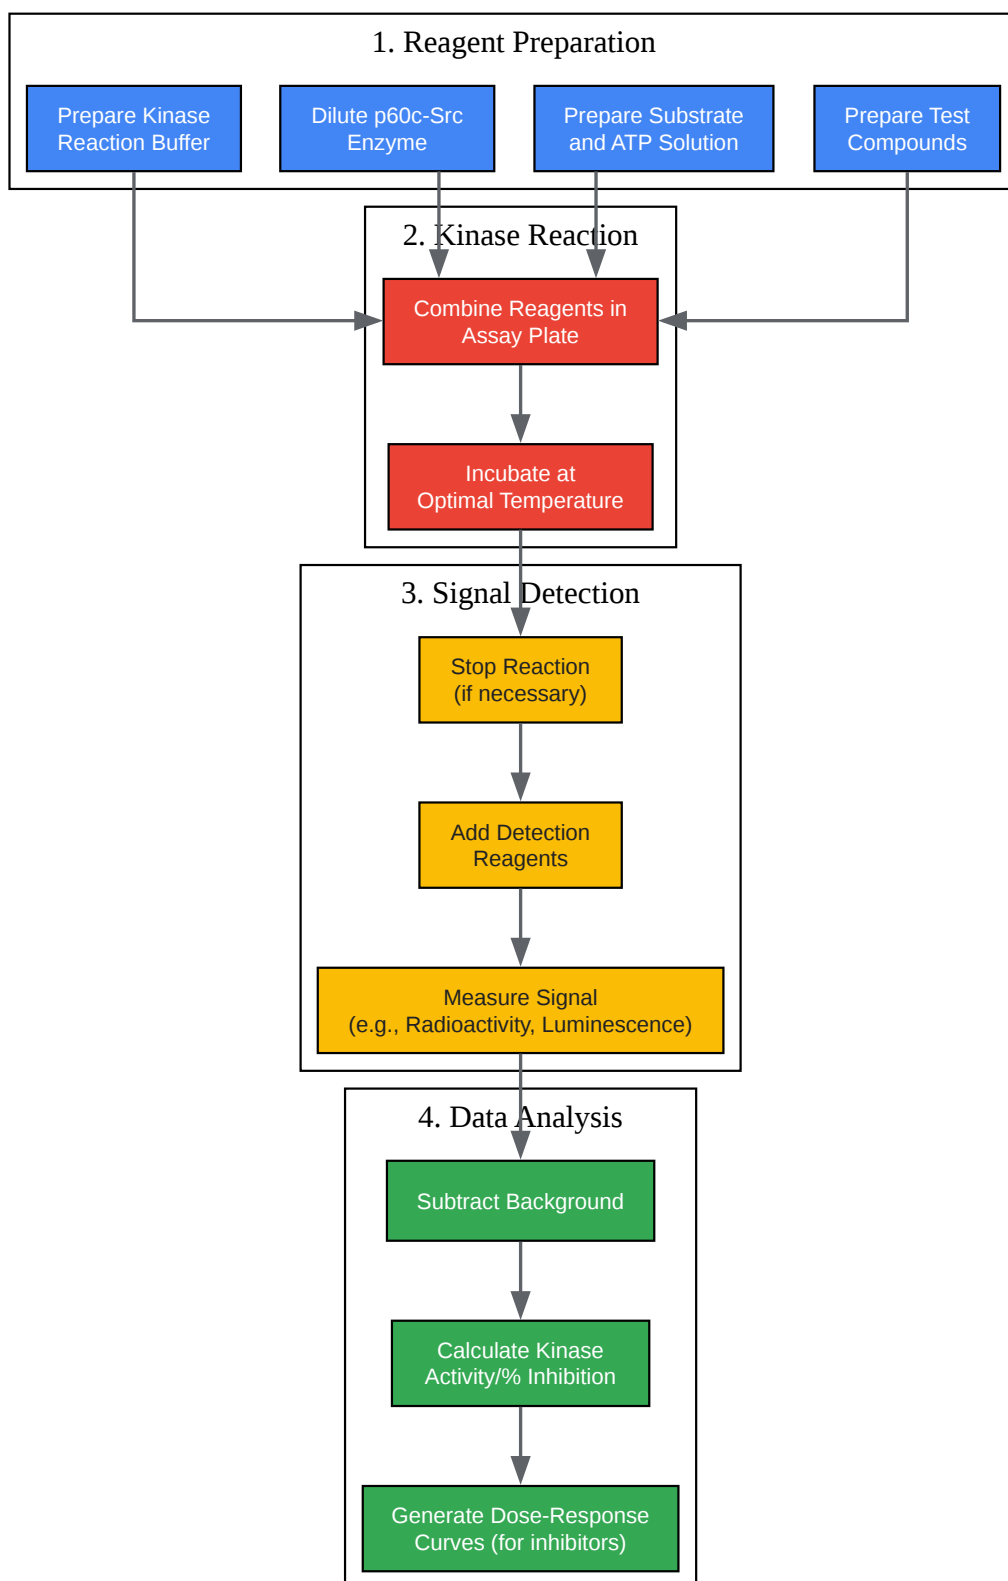 1. Reagent Preparation
Prepare Kinase
Reaction Buffer
Dilute p60c-Src
Enzyme
Prepare Substrate
and ATP Solution
Prepare Test
Compounds
2. Kinase Reaction
Combine Reagents in
Assay Plate
Incubate at
Optimal Temperature
3. Signal Detection
Stop Reaction
(if necessary)
Add Detection
Reagents
Measure Signal
(e.g., Radioactivity, Luminescence)
4. Data Analysis
Subtract Background
Calculate Kinase
Activity/% Inhibition
Generate Dose-Response
Curves (for inhibitors)